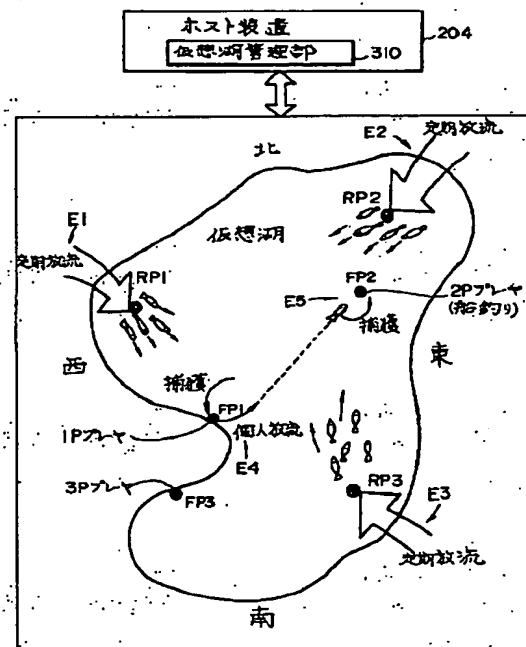 ホスト装置
204
仮想湖管理部
310
北
E2
定期放流
RP2
E1
仮想湖
定期放流
RP1
FP2
2Pプレーヤ
(船釣り)
E5
捕獲
東
西
捕獲
FP1
1Pプレーヤ
個人放流
E4
3Pプレーヤ
FP3
RP3
E3
定期放流
南